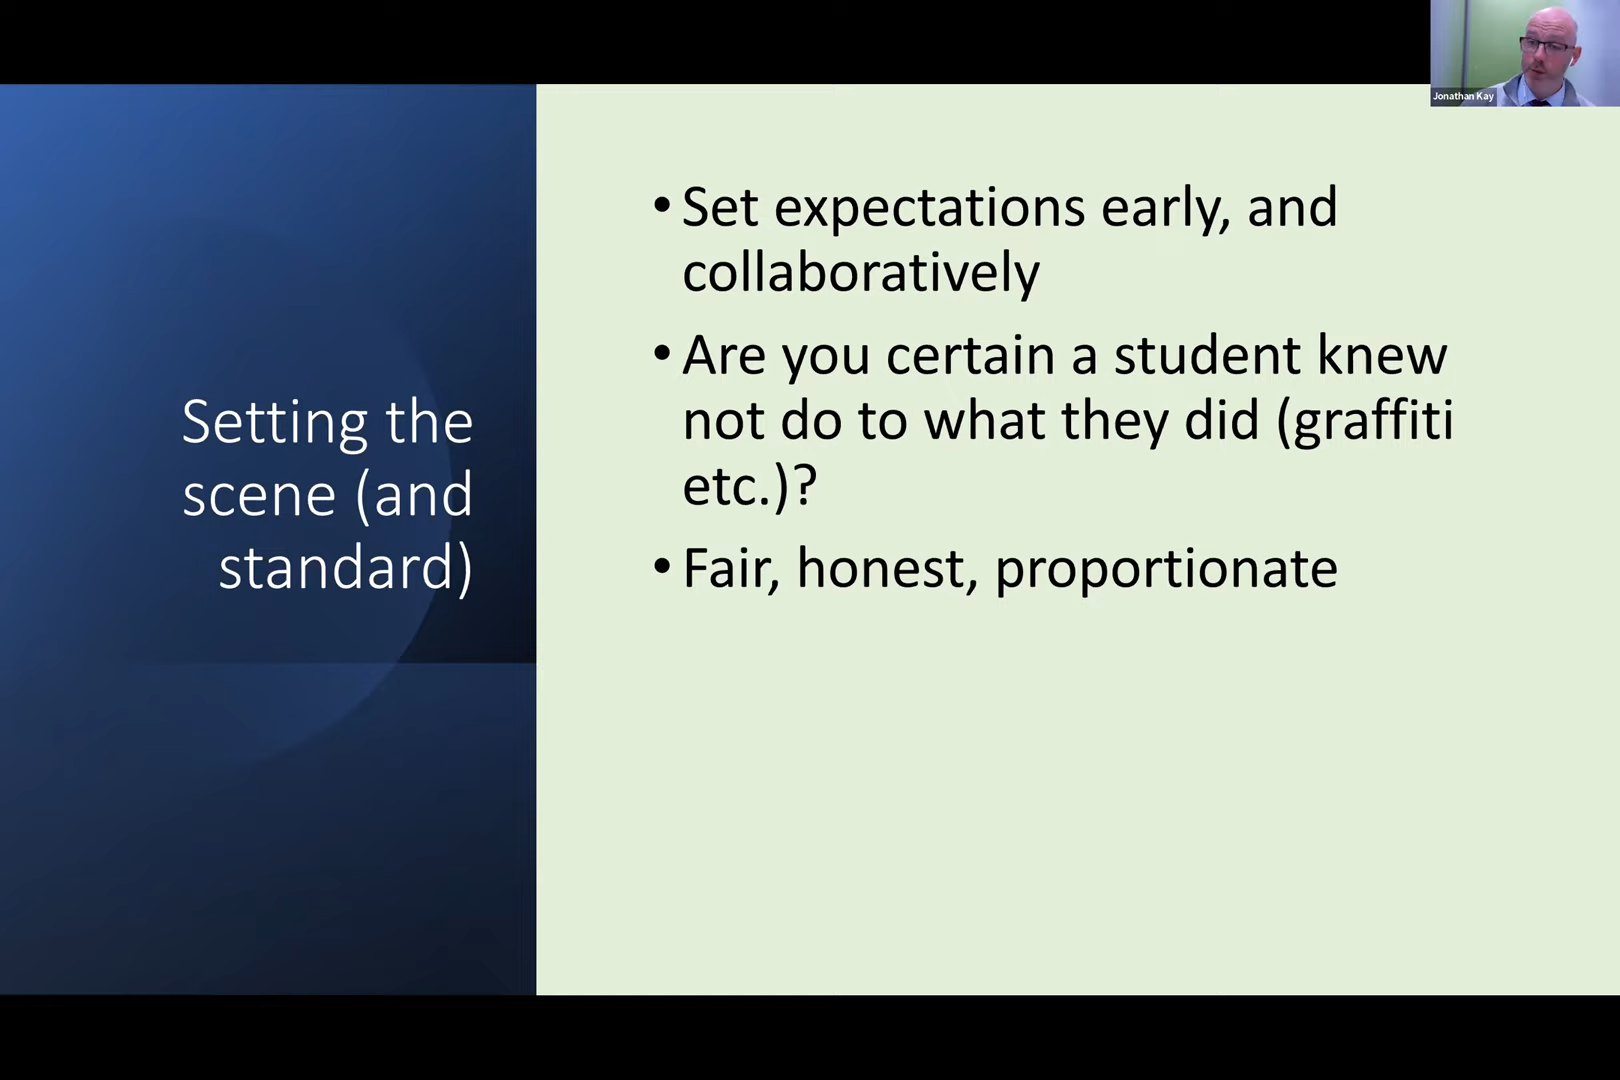 Setting the
scene (and
standard)
• Set expectations early, and
collaboratively
• Are you certain a student knew
not do to what they did (graffiti
etc.)?
• Fair, honest, proportionate
Jonathan Kay